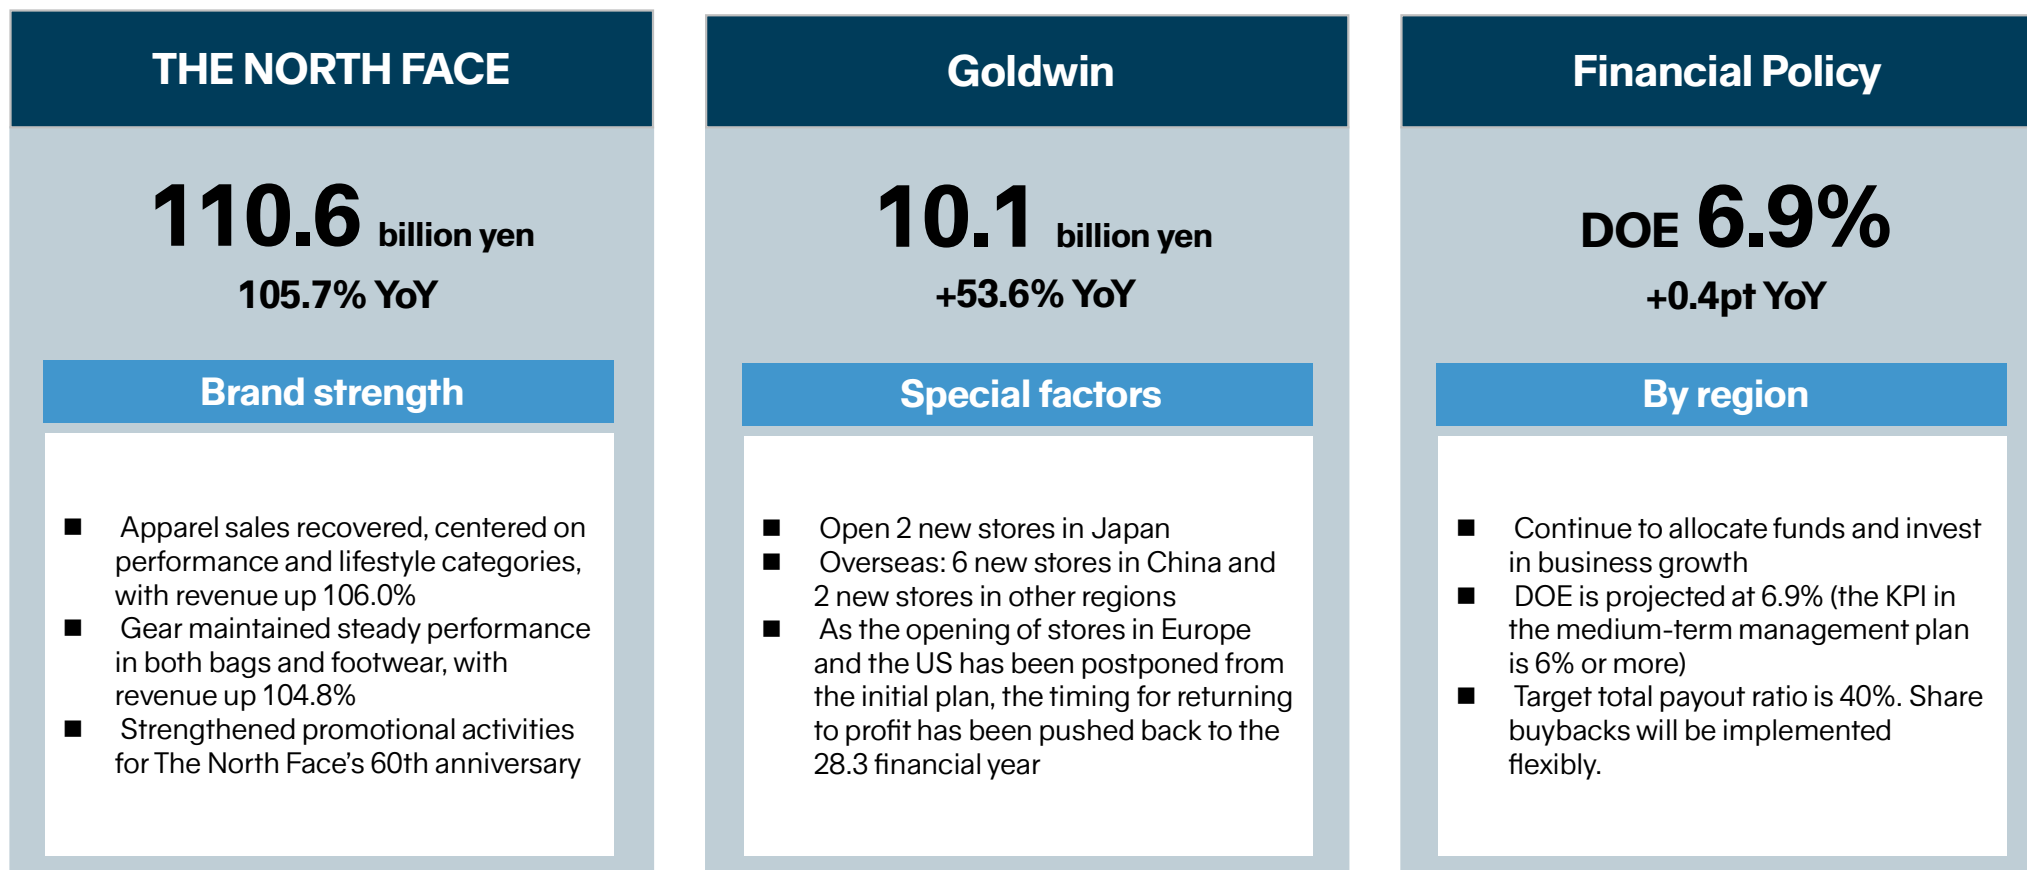 THE NORTH FACE
110.6 billion yen
105.7% YoY
Brand strength
■ Apparel sales recovered, centered on
performance and lifestyle categories,
with revenue up 106.0%
■ Gear maintained steady performance
in both bags and footwear, with
revenue up 104.8%
■ Strengthened promotional activities
for The North Face's 60th anniversary
Goldwin
10.1 billion yen
+53.6% YoY
Special factors
■ Open 2 new stores in Japan
■ Overseas: 6 new stores in China and
2 new stores in other regions
■ As the opening of stores in Europe
and the US has been postponed from
the initial plan, the timing for returning
to profit has been pushed back to the
28.3 financial year
Financial Policy
DOE 6.9%
+0.4pt YoY
By region
■ Continue to allocate funds and invest
in business growth
■ DOE is projected at 6.9% (the KPI in
the medium-term management plan
is 6% or more)
■ Target total payout ratio is 40%. Share
buybacks will be implemented
flexibly.